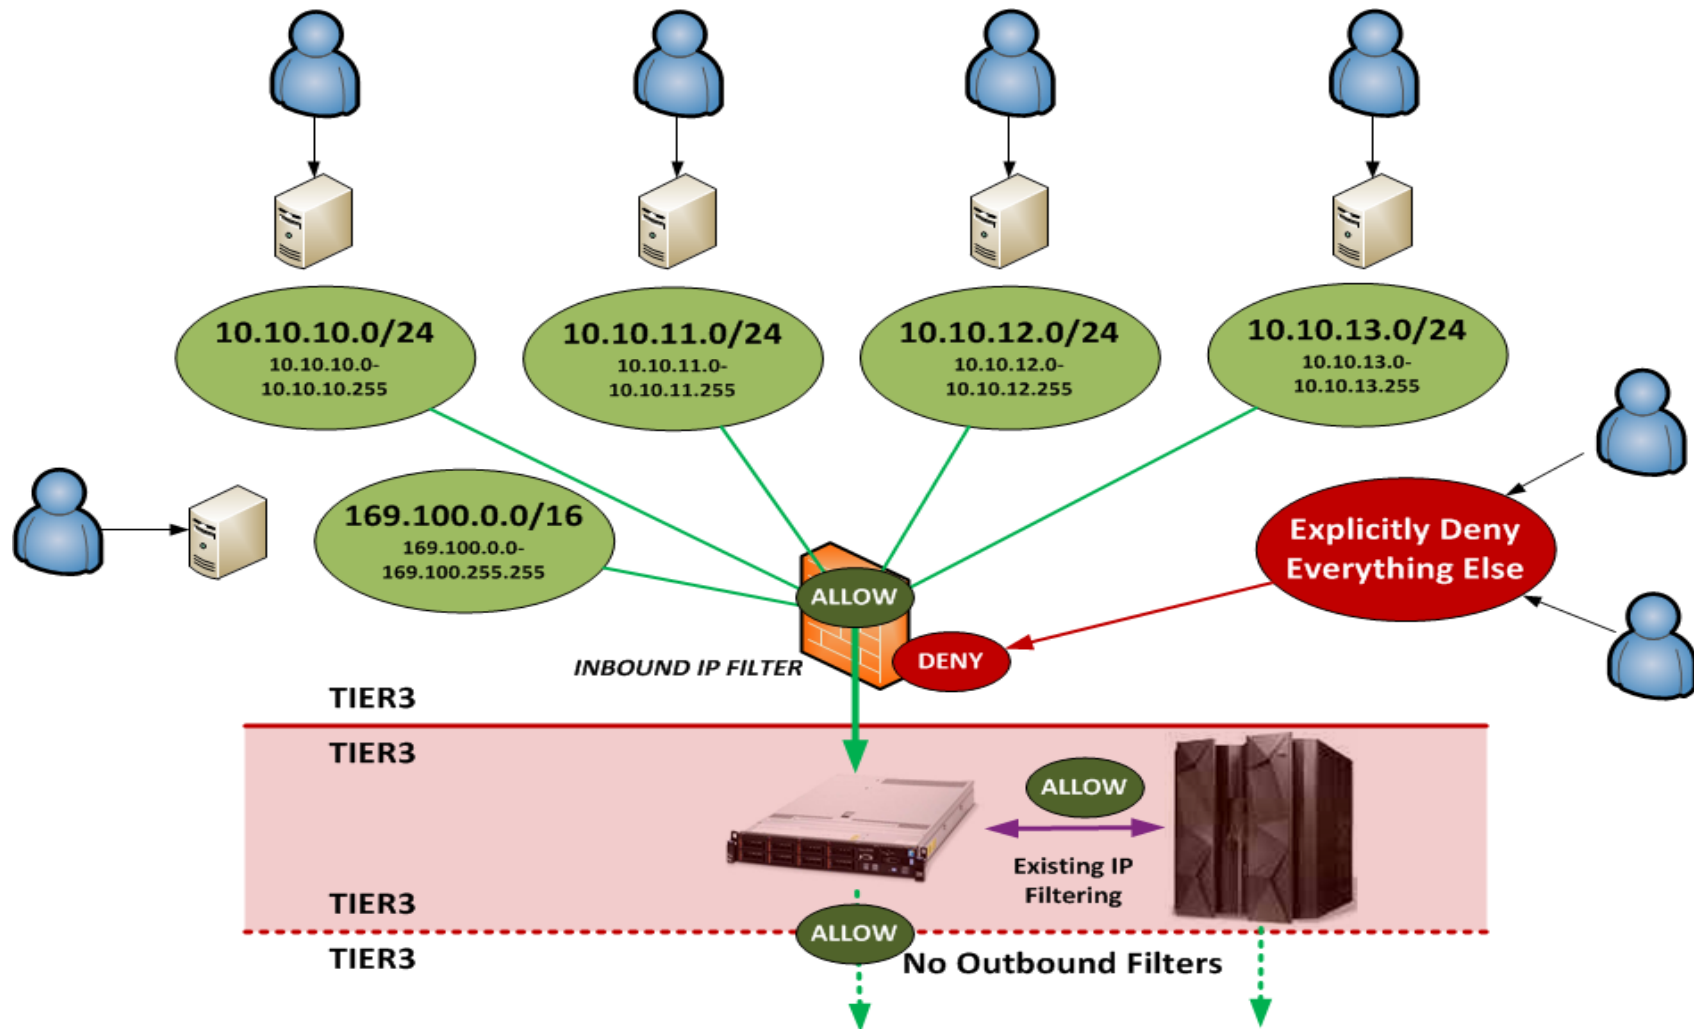 10.10.10.0/24
10.10.10.0-
10.10.10.255
10.10.11.0/24
10.10.11.0-
10.10.11.255
10.10.12.0/24
10.10.12.0-
10.10.12.255
10.10.13.0/24
10.10.13.0-
10.10.13.255
169.100.0.0/16
169.100.0.0-
169.100.255.255
Explicitly Deny
Everything Else
ALLOW
DENY
INBOUND IP FILTER
TIER3
TIER3
ALLOW
Existing IP
Filtering
TIER3
ALLOW
TIER3
No Outbound Filters